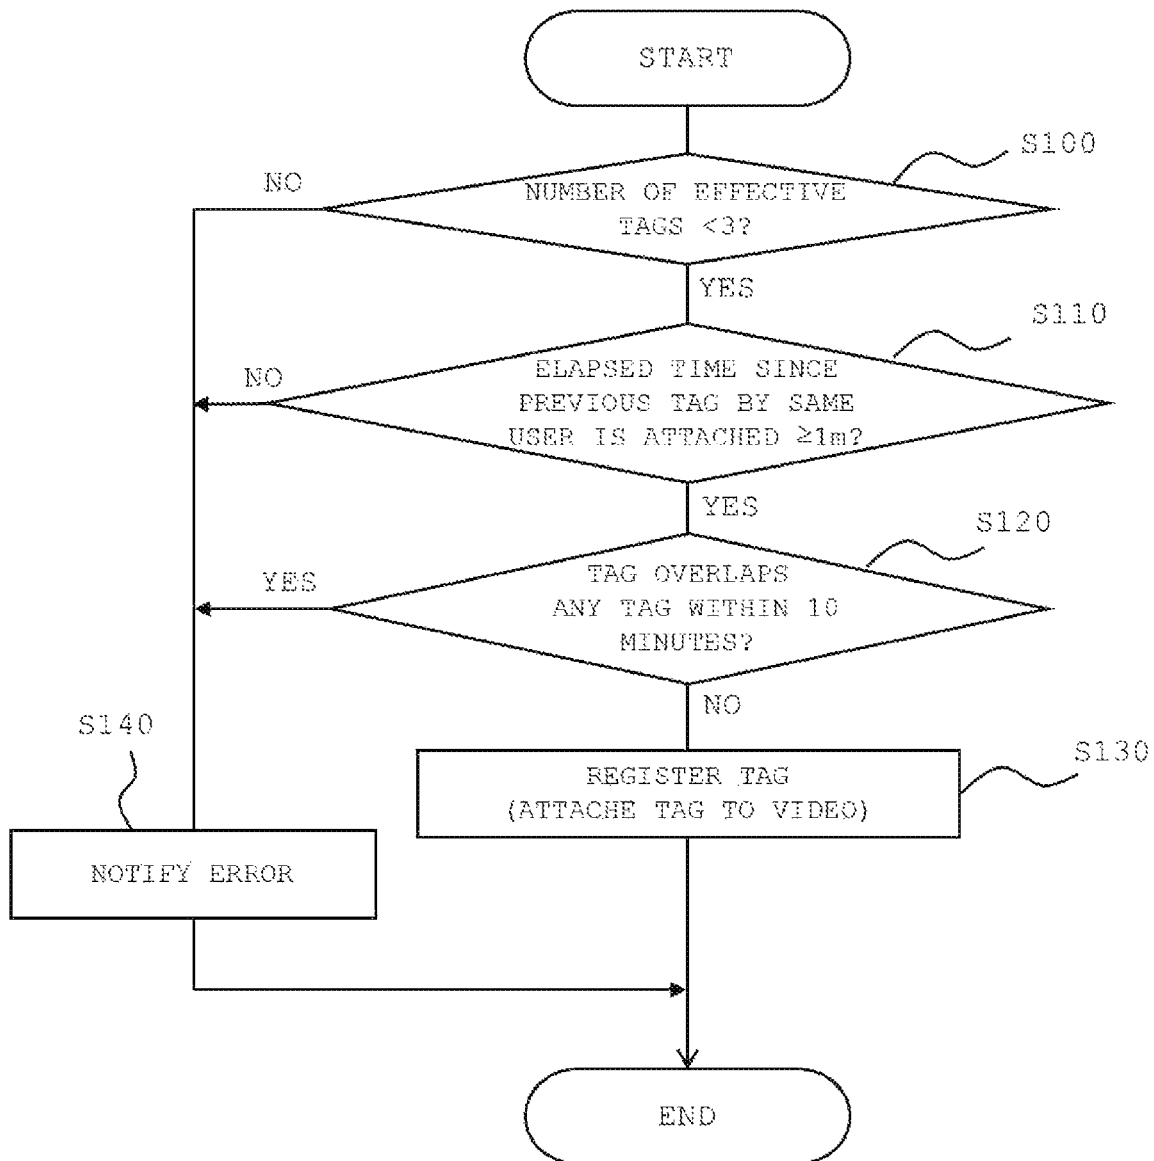 START
S100
NO
NUMBER OF EFFECTIVE
TAGS <3?
YES
S110
NO
ELAPSED TIME SINCE
PREVIOUS TAG BY SAME
USER IS ATTACHED ≥1m?
YES
S120
YES
TAG OVERLAPS
ANY TAG WITHIN 10
MINUTES?
NO
S140
S130
REGISTER TAG
(ATTACHE TAG TO VIDEO)
NOTIFY ERROR
END